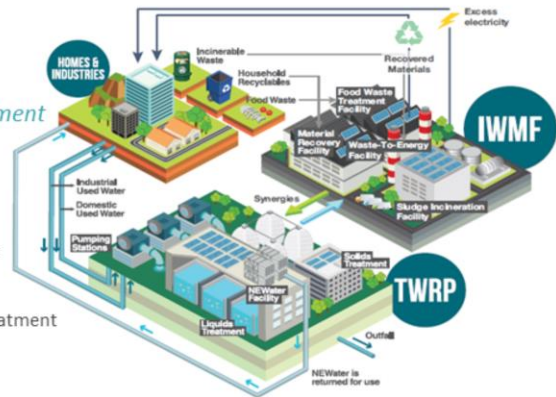 Excess
electricity
HOMES &
INDUSTRIES
Incinerable
Waste
Recovered
Materials
Household
Recyclables
Food Waste
Food Waste
Treatment
Facility
Material
Recovery
Facility
Waste-To-Energy
Facility
IWMF
Sludge Incineration
Facility
Industrial
Used Water
Domestic
Used Water
Synergies
Pumping
Stations
Solids
Treatment
NEWater
Facility
TWRP
Liquids
Treatment
Outfall
NEWater is
returned for use